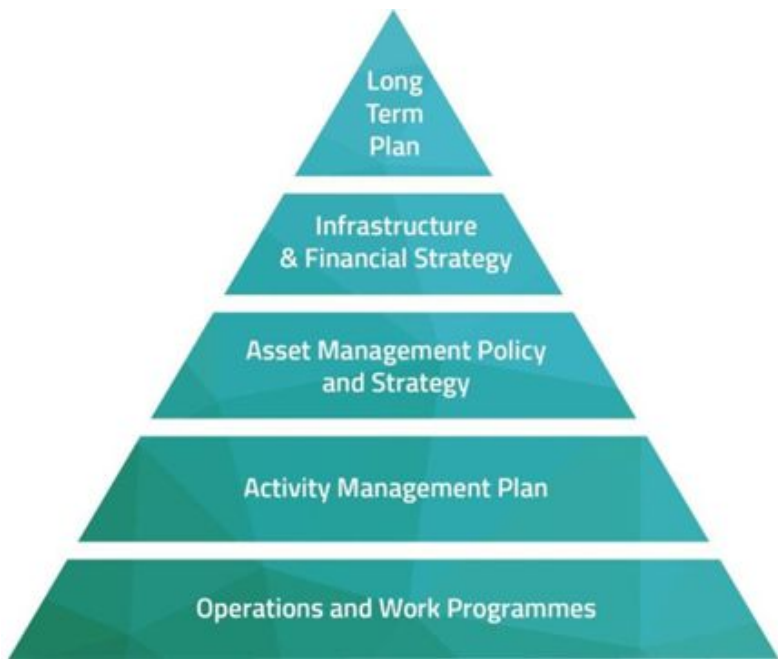 Long
Term
Plan
Infrastructure
& Financial Strategy
Asset Management Policy
and Strategy
Activity Management Plan
Operations and Work Programmes